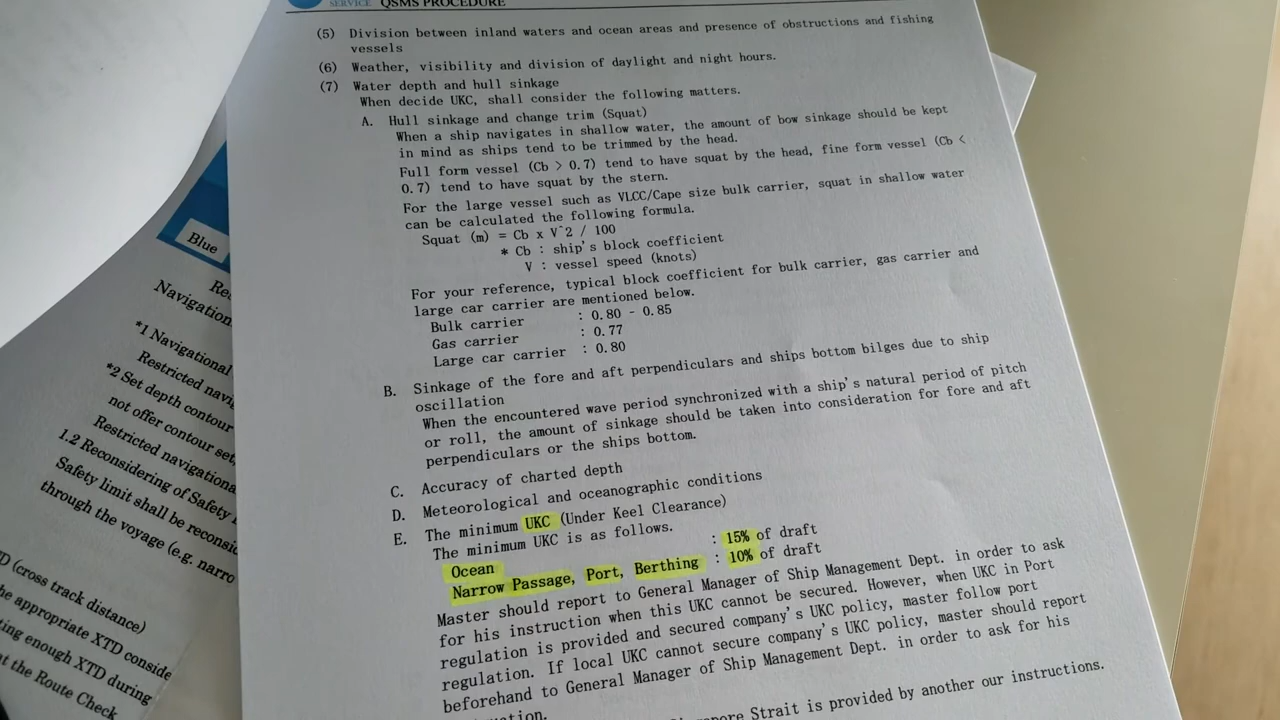 SERVICE QSMS PROCEDURE
(5) Division between inland waters and ocean areas and presence of obstructions and fishing
vessels
(6) Weather, visibility and division of daylight and night hours.
(7) Water depth and hull sinkage
When decide UKC, shall consider the following matters.
A. Hull sinkage and change trim (Squat)
When a ship navigates in shallow water, the amount of bow sinkage should be kept
in mind as ships tend to be trimmed by the head.
Full form vessel (Cb > 0.7) tend to have squat by the head, fine form vessel (Cb <
0.7) tend to have squat by the stern.
For the large vessel such as VLCC/Cape size bulk carrier, squat in shallow water
can be calculated the following formula.
Squat (m) = Cb x V^2 / 100
* Cb : ship's block coefficient
V : vessel speed (knots)
For your reference, typical block coefficient for bulk carrier, gas carrier and
large car carrier are mentioned below.
Bulk carrier : 0.80 - 0.85
Gas carrier : 0.77
Large car carrier : 0.80
B. Sinkage of the fore and aft perpendiculars and ships bottom bilges due to ship
oscillation
When the encountered wave period synchronized with a ship's natural period of pitch
or roll, the amount of sinkage should be taken into consideration for fore and aft
perpendiculars or the ships bottom.
C. Accuracy of charted depth
D. Meteorological and oceanographic conditions
E. The minimum UKC (Under Keel Clearance)
The minimum UKC is as follows.
Ocean : 15% of draft
Narrow Passage, Port, Berthing : 10% of draft
Master should report to General Manager of Ship Management Dept. in order to ask
for his instruction when this UKC cannot be secured. However, when UKC in Port
regulation is provided and secured company's UKC policy, master follow port
regulation. If local UKC cannot secure company's UKC policy, master should report
beforehand to General Manager of Ship Management Dept. in order to ask for his
Strait is provided by another our instructions.
Blue
Navigation
*1 Navigational
Restricted
*2 Set depth contour
not offer contour set,
Restricted navigationa
1.2 Reconsidering of Safety
Safety limit shall be reconsi
through the voyage (e.g. narro
D (cross track distance)
he appropriate XTD conside
ting enough XTD during
at the Route Check